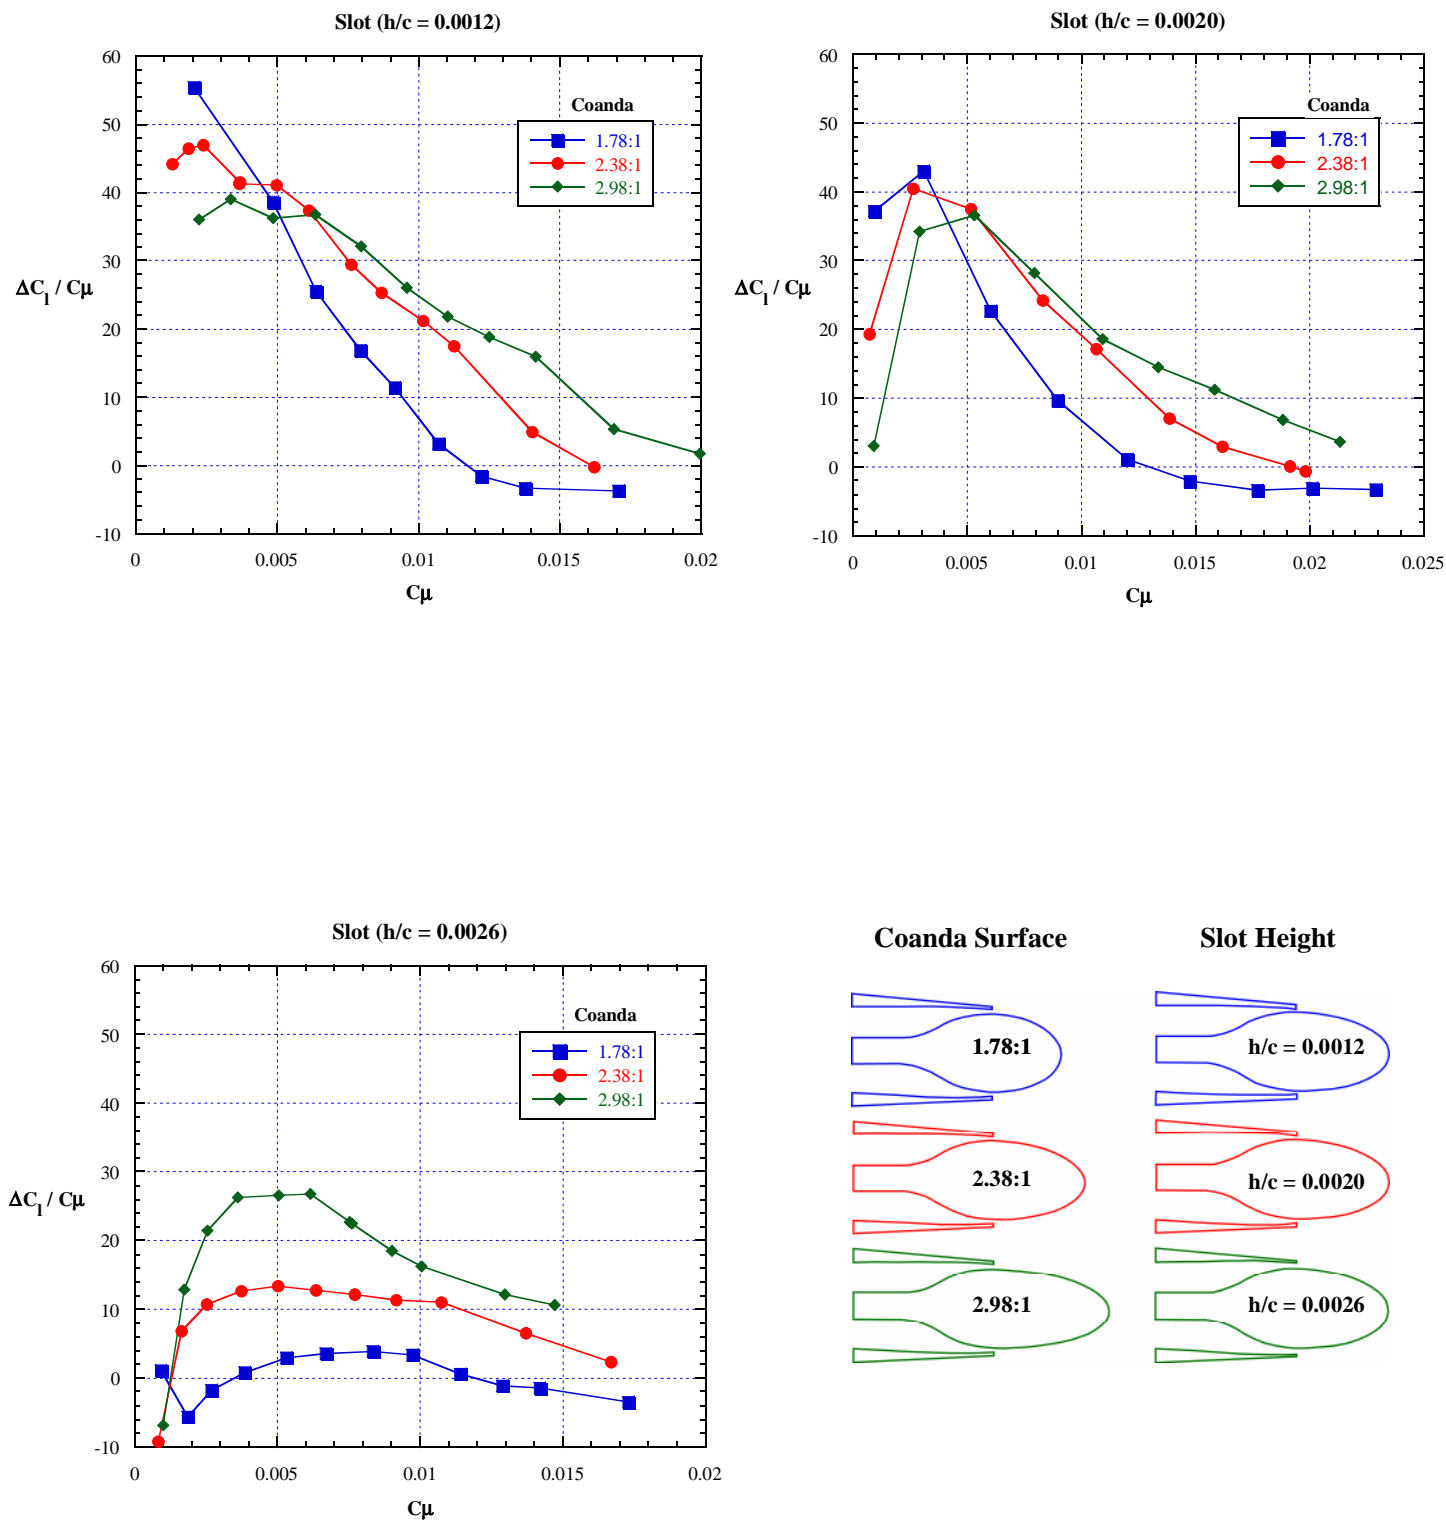 Slot (h/c = 0.0012)
60
50
40
30
20
10
0
-10
ΔCl / Cμ
Coanda
1.78:1
2.38:1
2.98:1
0 0.005 0.01 0.015 0.02
Cμ
Slot (h/c = 0.0020)
60
50
40
30
20
10
0
-10
ΔCl / Cμ
Coanda
1.78:1
2.38:1
2.98:1
0 0.005 0.01 0.015 0.02 0.025
Cμ
Slot (h/c = 0.0026)
60
50
40
30
20
10
0
-10
ΔCl / Cμ
Coanda
1.78:1
2.38:1
2.98:1
0 0.005 0.01 0.015 0.02
Cμ
Coanda Surface
1.78:1
2.38:1
2.98:1
Slot Height
h/c = 0.0012
h/c = 0.0020
h/c = 0.0026